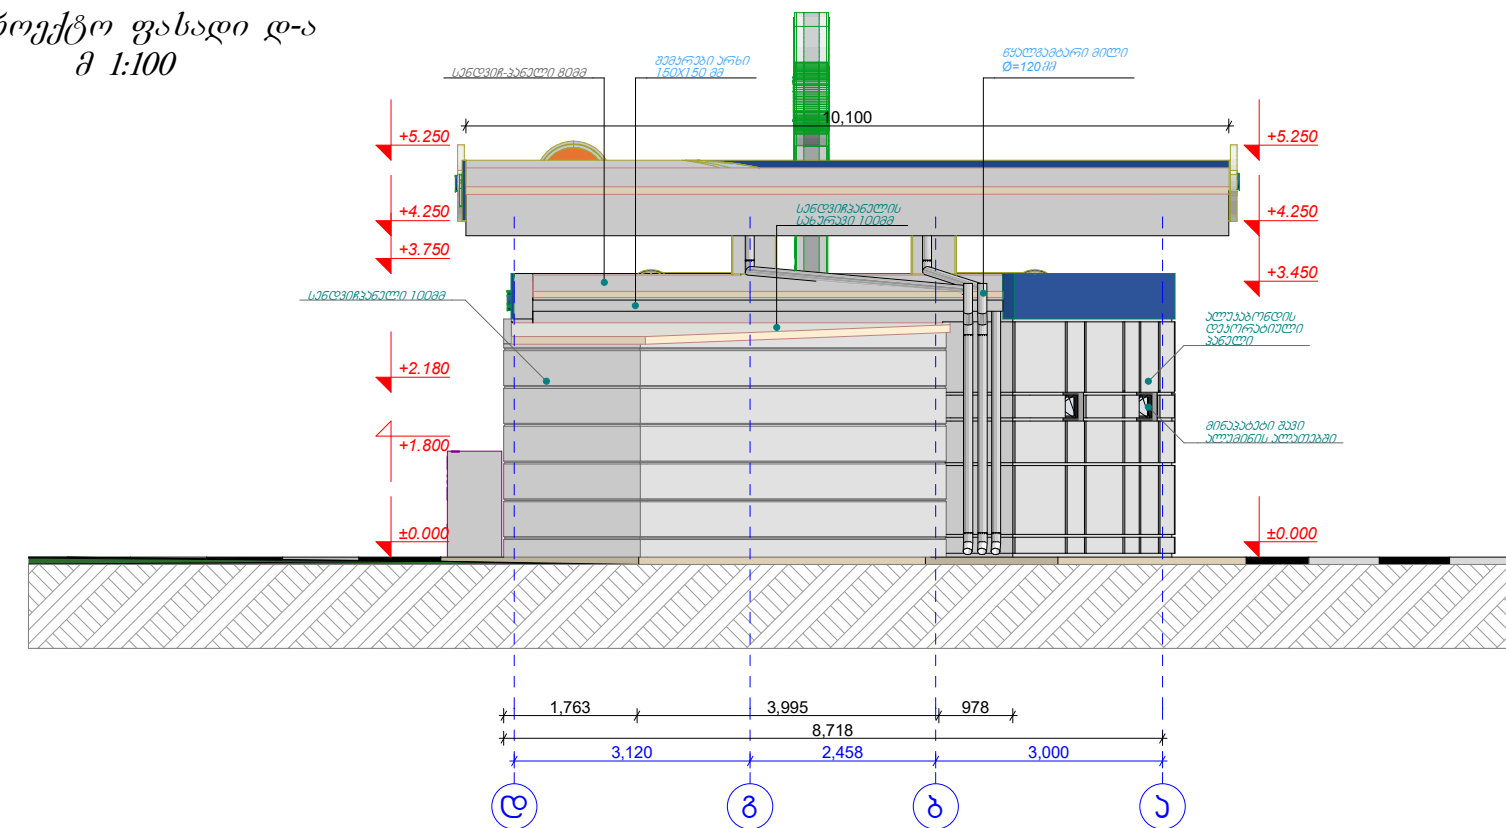 ფასადი დ-ა
მ 1:100
სენდვიჩ-პანელი 80მმ
შემკრები არხი
150X150 მმ
წყალგამტარი მილი
Ø=120მმ
10,100
+5.250
+5.250
+4.250
+4.250
სენდვიჩპანელის
სახურავი 100მმ
+3.750
+3.450
სენდვიჩპანელი 100მმ
ალუკაბონდის
დეკორატიული
პანელი
+2.180
მინაპაკეტი შავი
ალუმინის ალათებში
+1.800
±0.000
±0.000
1,763
3,995
978
8,718
3,120
2,458
3,000
დ
გ
ბ
ა